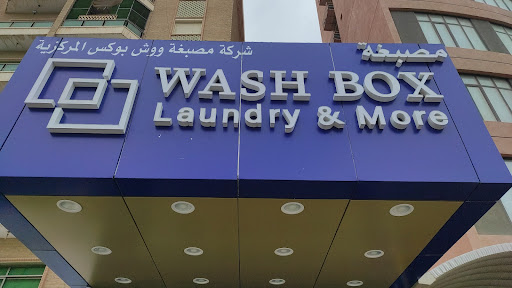 شركة مصبغة ووش بوكس المركزية
مصبغة
WASH BOX
Laundry & More